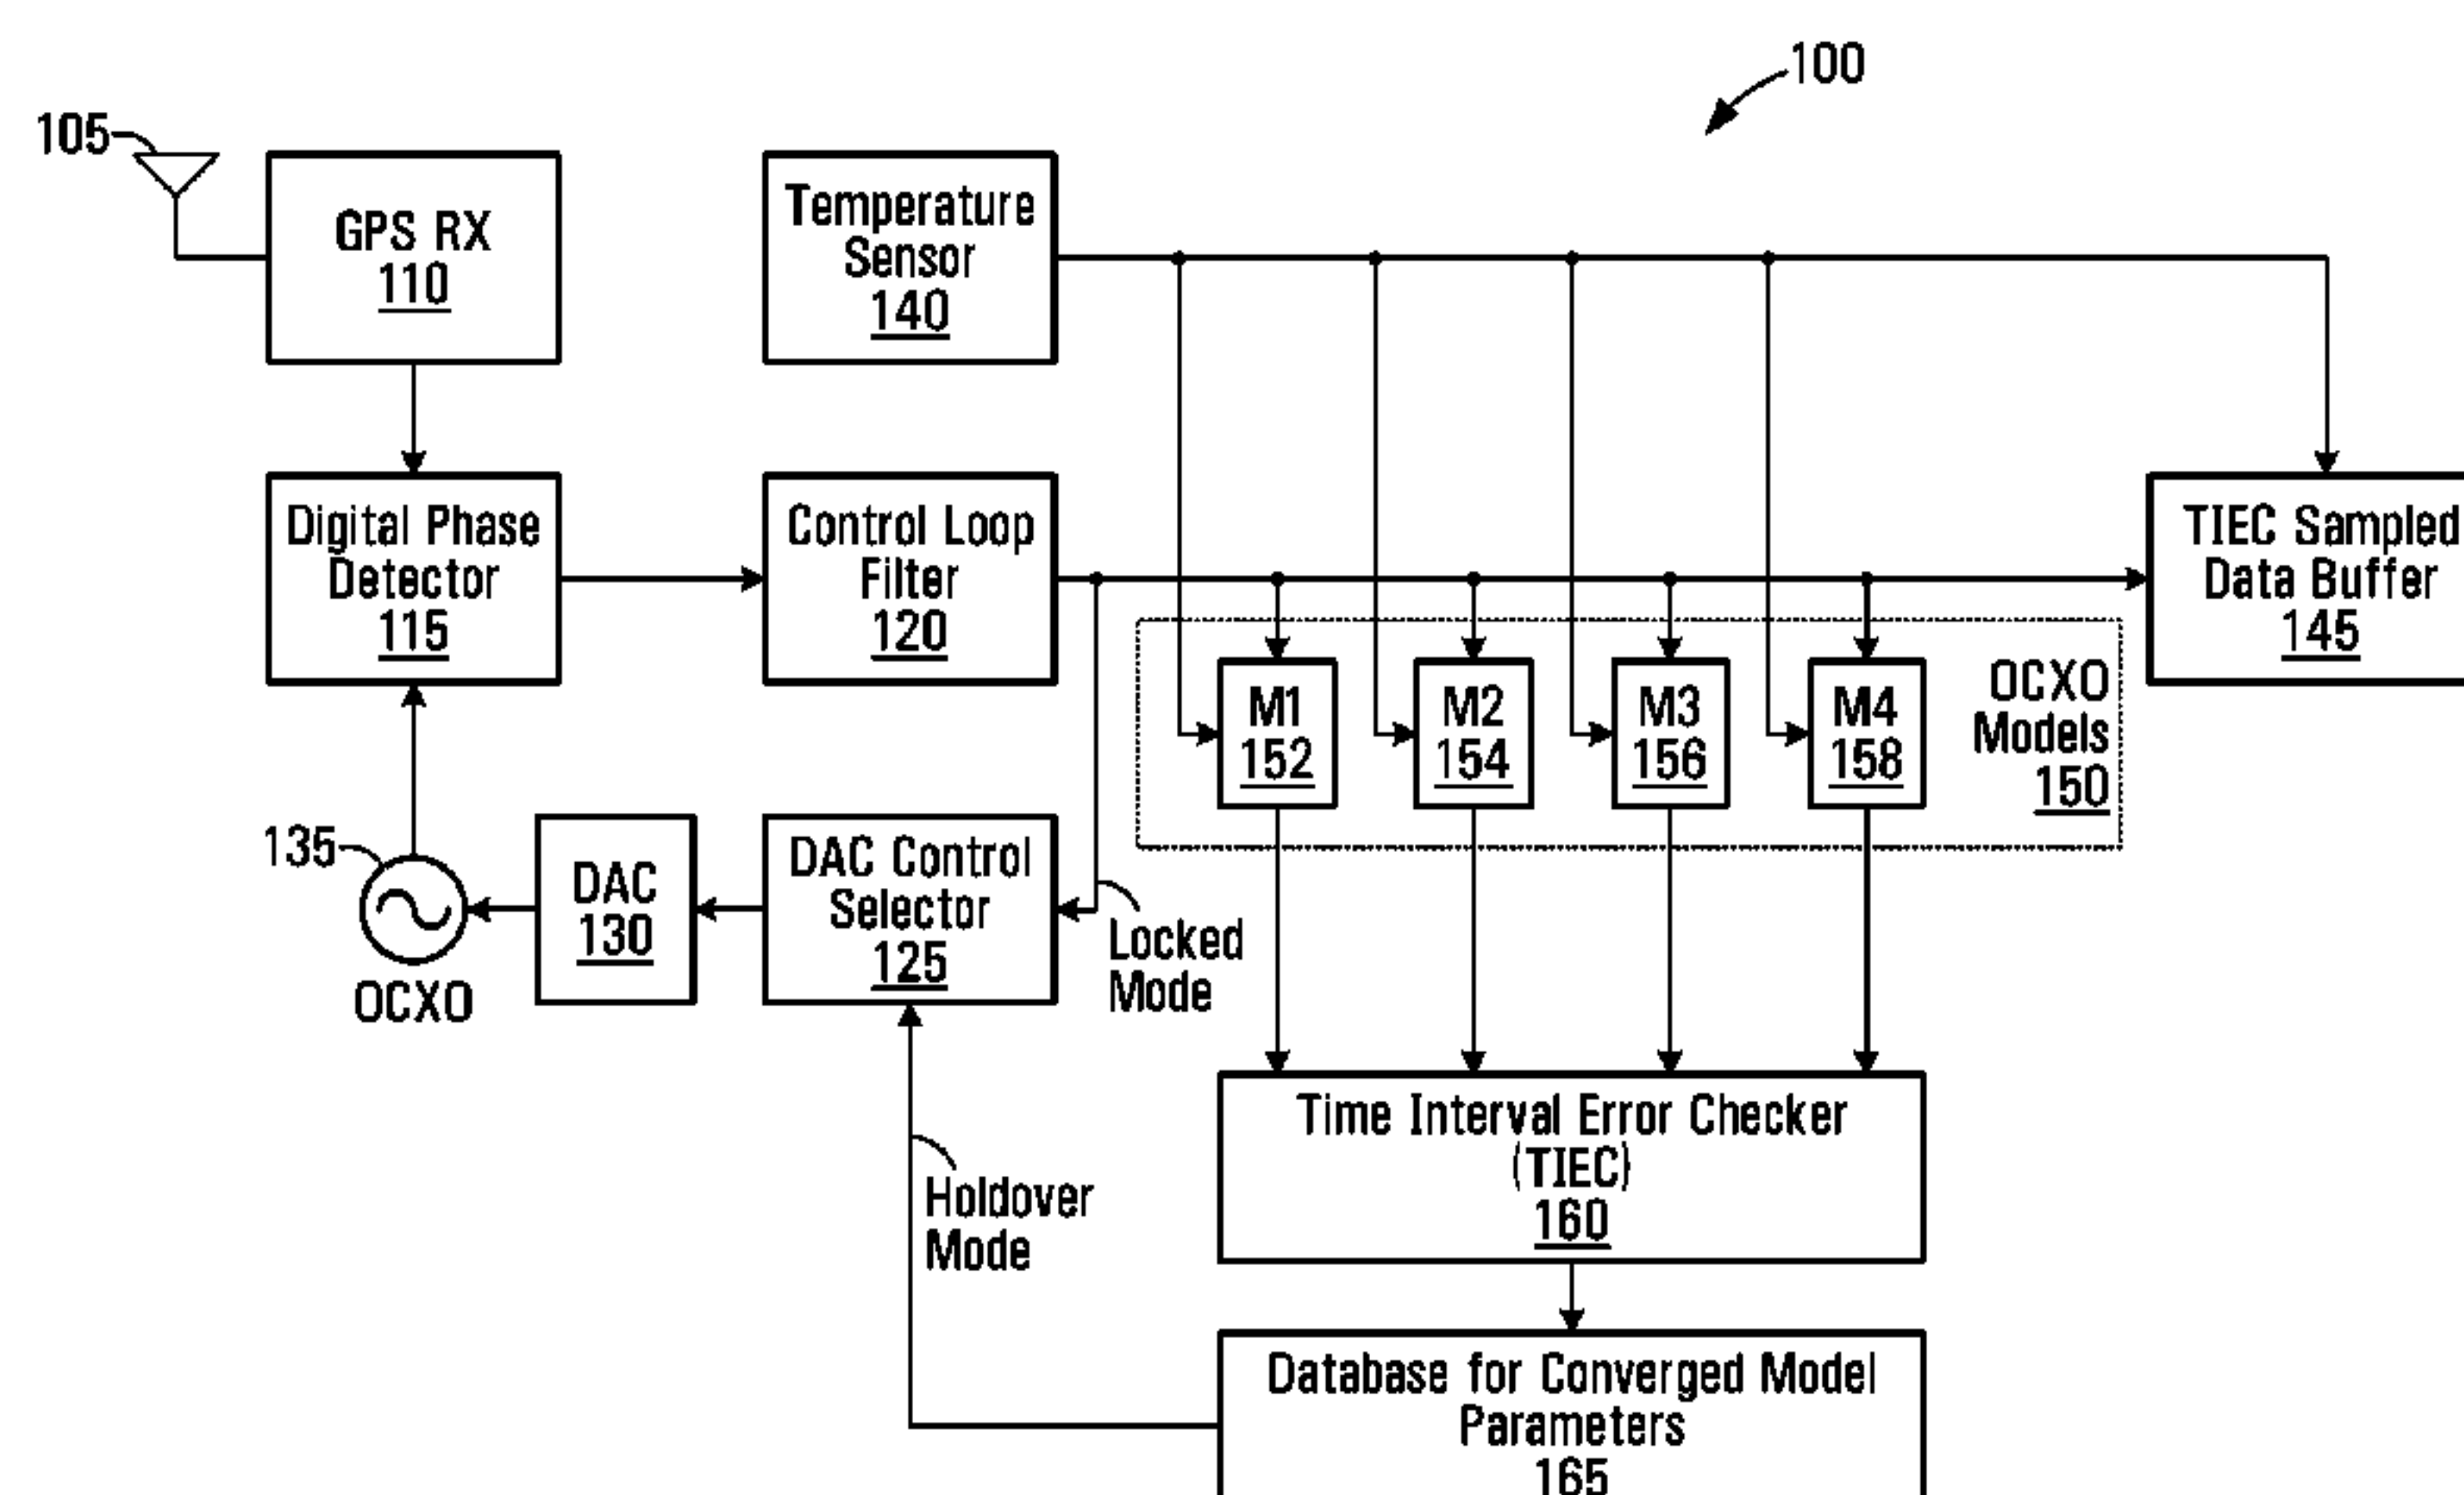 100
105
GPS RX
110
Temperature
Sensor
140
Digital Phase
Detector
115
Control Loop
Filter
120
TIEC Sampled
Data Buffer
145
M1
152
M2
154
M3
156
M4
158
OCXO
Models
150
135
OCXO
DAC
130
DAC Control
Selector
125
Locked
Mode
Holdover
Mode
Time Interval Error Checker
(TIEC)
160
Database for Converged Model
Parameters
165